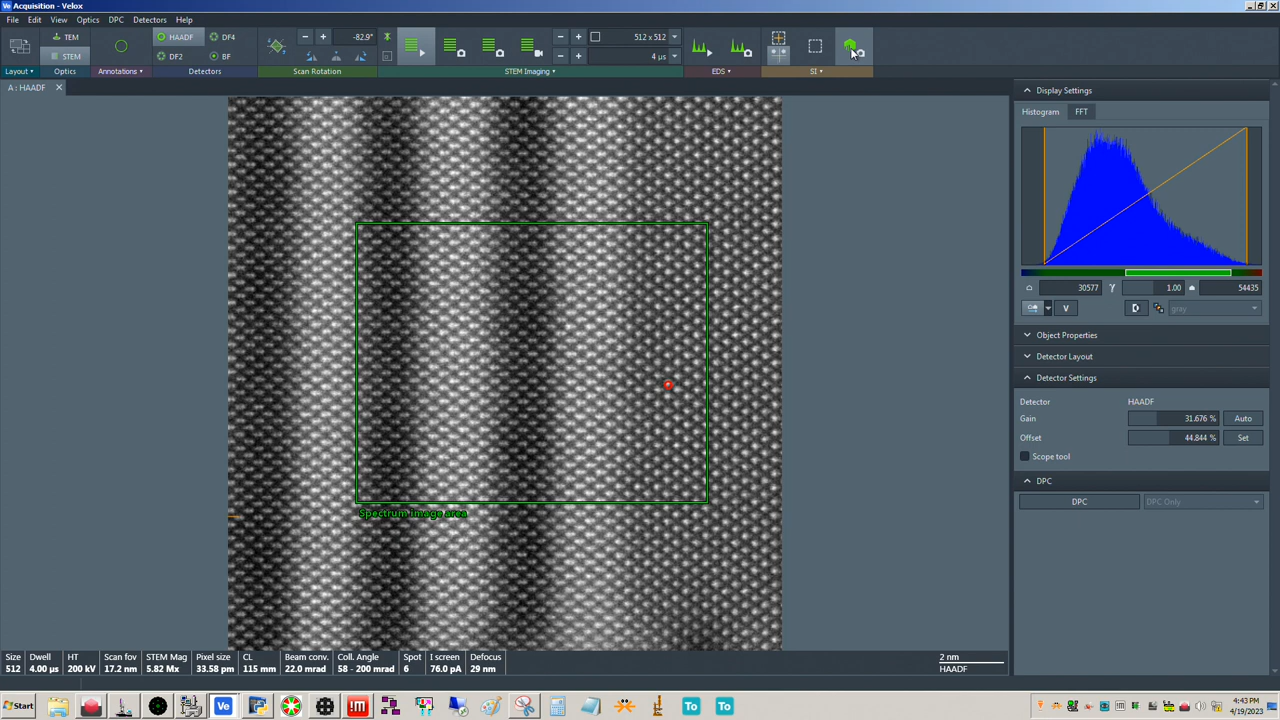 Acquisition - Velox
File Edit View Optics DPC Detectors Help
TEM HAADF DF4 -82.9° 512 x 512
STEM DF2 BF 4 µs
Layout Optics Annotations Detectors Scan Rotation STEM Imaging EDS SI
A : HAADF
Display Settings
Histogram FFT
30577 γ 1.00 54435
V D gray
Object Properties
Detector Layout
Detector Settings
Detector HAADF
Gain 31.676 % Auto
Offset 44.844 % Set
Scope tool
DPC
DPC DPC Only
Spectrum image area
Size Dwell HT Scan fov STEM Mag Pixel size CL Beam conv. Coll. Angle Spot I screen Defocus 2 nm
512 4.00 µs 200 kV 17.2 nm 5.82 Mx 33.58 pm 115 mm 22.0 mrad 58 - 200 mrad 6 76.0 pA 29 nm HAADF
Start Ve !m To To 4:43 PM
4/19/2023